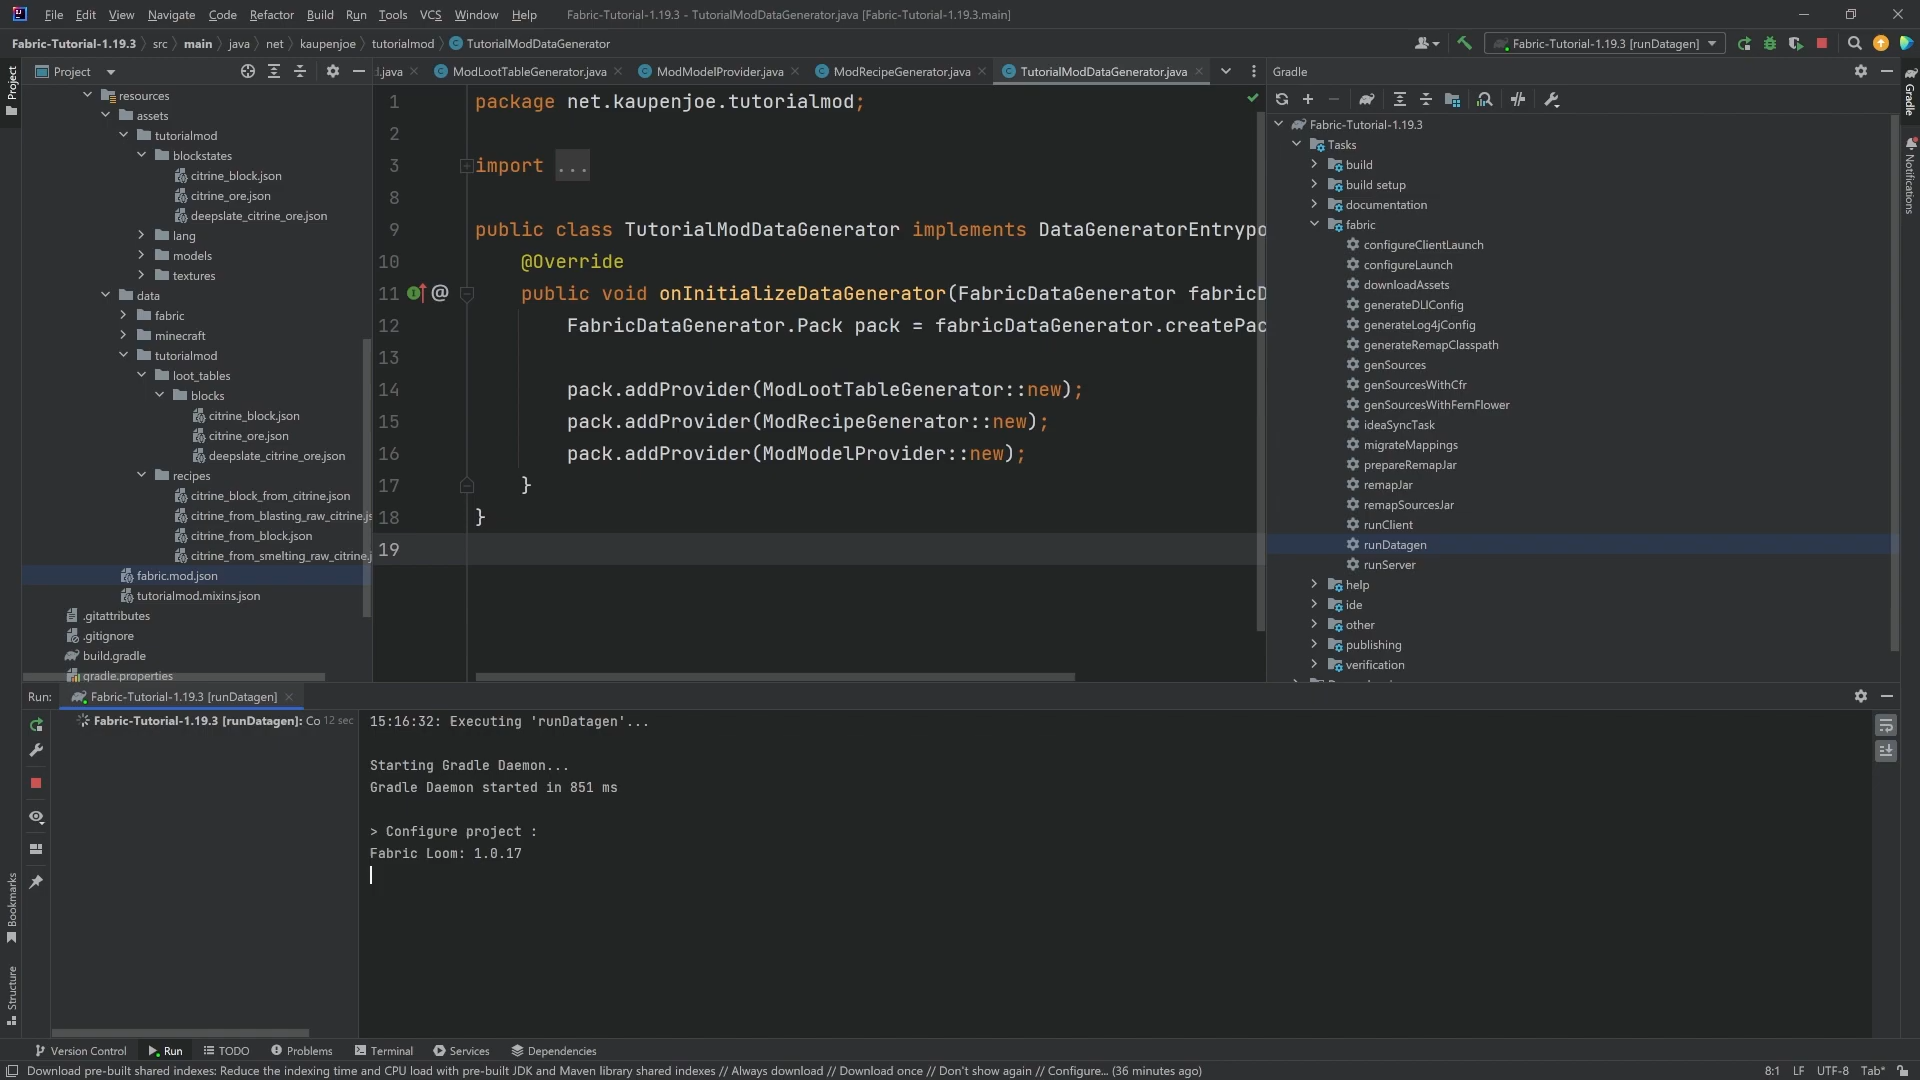 File Edit View Navigate Code Refactor Build Run Tools VCS Window Help Fabric-Tutorial-1.19.3 - TutorialModDataGenerator.java [Fabric-Tutorial-1.19.3.main]
Fabric-Tutorial-1.19.3 src main java net kaupenjoe tutorialmod TutorialModDataGenerator
Fabric-Tutorial-1.19.3 [runDatagen]
Project
.java ModLootTableGenerator.java ModModelProvider.java ModRecipeGenerator.java TutorialModDataGenerator.java
Gradle
Project
Bookmarks
Structure
resources
assets
tutorialmod
blockstates
citrine_block.json
citrine_ore.json
deepslate_citrine_ore.json
lang
models
textures
data
fabric
minecraft
tutorialmod
loot_tables
blocks
citrine_block.json
citrine_ore.json
deepslate_citrine_ore.json
recipes
citrine_block_from_citrine.json
citrine_from_blasting_raw_citrine.js
citrine_from_block.json
citrine_from_smelting_raw_citrine.j
fabric.mod.json
tutorialmod.mixins.json
.gitattributes
.gitignore
build.gradle
gradle.properties
1 package net.kaupenjoe.tutorialmod;
2
3 import ...
8
9 public class TutorialModDataGenerator implements DataGeneratorEntrypo
10 @Override
11 @ public void onInitializeDataGenerator(FabricDataGenerator fabricD
12 FabricDataGenerator.Pack pack = fabricDataGenerator.createPac
13
14 pack.addProvider(ModLootTableGenerator::new);
15 pack.addProvider(ModRecipeGenerator::new);
16 pack.addProvider(ModModelProvider::new);
17 }
18 }
19
Fabric-Tutorial-1.19.3
Tasks
build
build setup
documentation
fabric
configureClientLaunch
configureLaunch
downloadAssets
generateDLIConfig
generateLog4jConfig
generateRemapClasspath
genSources
genSourcesWithCfr
genSourcesWithFernFlower
ideaSyncTask
migrateMappings
prepareRemapJar
remapJar
remapSourcesJar
runClient
runDatagen
runServer
help
ide
other
publishing
verification
Gradle
Notifications
Run: Fabric-Tutorial-1.19.3 [runDatagen]
Fabric-Tutorial-1.19.3 [runDatagen]: Co 12 sec
15:16:32: Executing 'runDatagen'...
Starting Gradle Daemon...
Gradle Daemon started in 851 ms
> Configure project :
Fabric Loom: 1.0.17
Version Control Run TODO Problems Terminal Services Dependencies
Download pre-built shared indexes: Reduce the indexing time and CPU load with pre-built JDK and Maven library shared indexes // Always download // Download once // Don't show again // Configure... (36 minutes ago)
8:1 LF UTF-8 Tab*